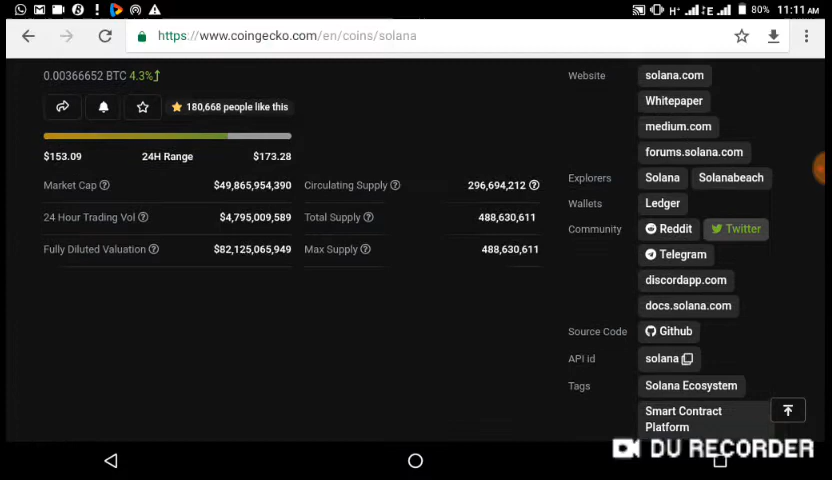 80% 11:11 AM
https://www.coingecko.com/en/coins/solana
0.00366652 BTC 4.3%
180,668 people like this
$153.09 24H Range $173.28
Market Cap $49,865,954,390
24 Hour Trading Vol $4,795,009,589
Fully Diluted Valuation $82,125,065,949
Circulating Supply 296,694,212
Total Supply 488,630,611
Max Supply 488,630,611
Website solana.com
Whitepaper
medium.com
forums.solana.com
Explorers Solana Solanabeach
Wallets Ledger
Community Reddit Twitter
Telegram
discordapp.com
docs.solana.com
Source Code Github
API id solana
Tags Solana Ecosystem
Smart Contract
Platform
DU RECORDER